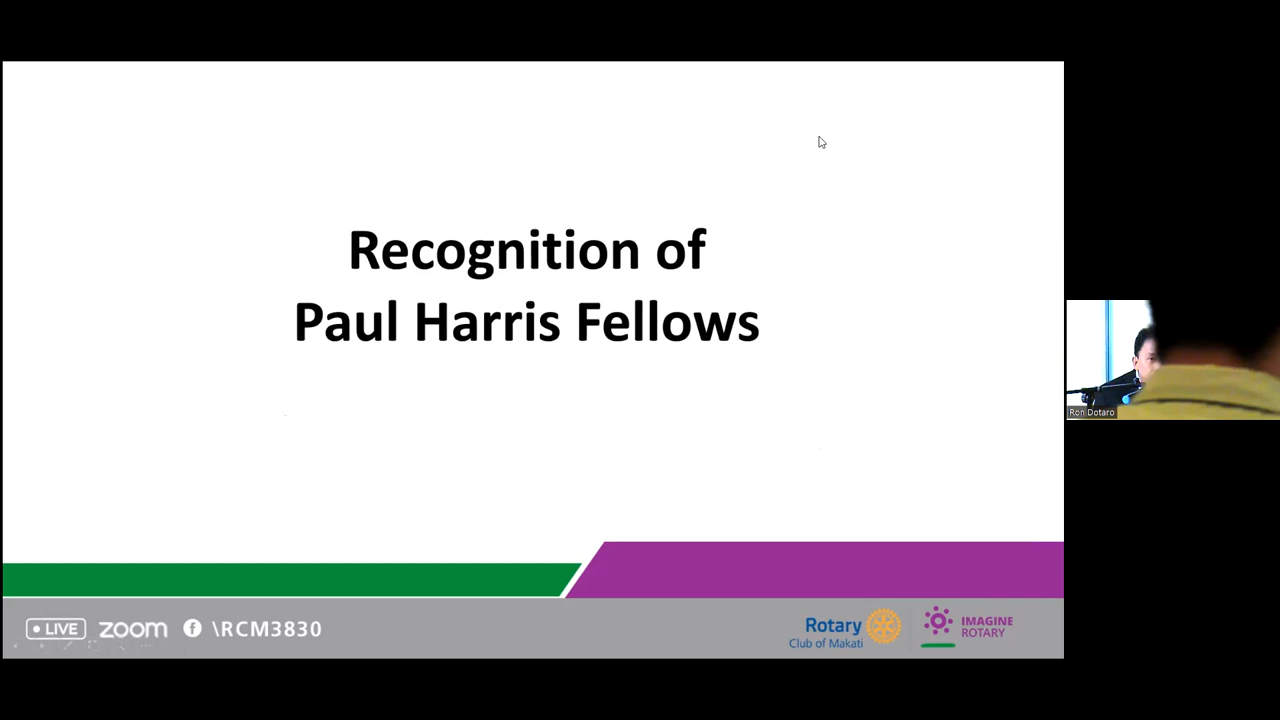 Recognition of
Paul Harris Fellows
Ron Dotaro
LIVE zoom f \RCM3830
Rotary
Club of Makati
IMAGINE
ROTARY